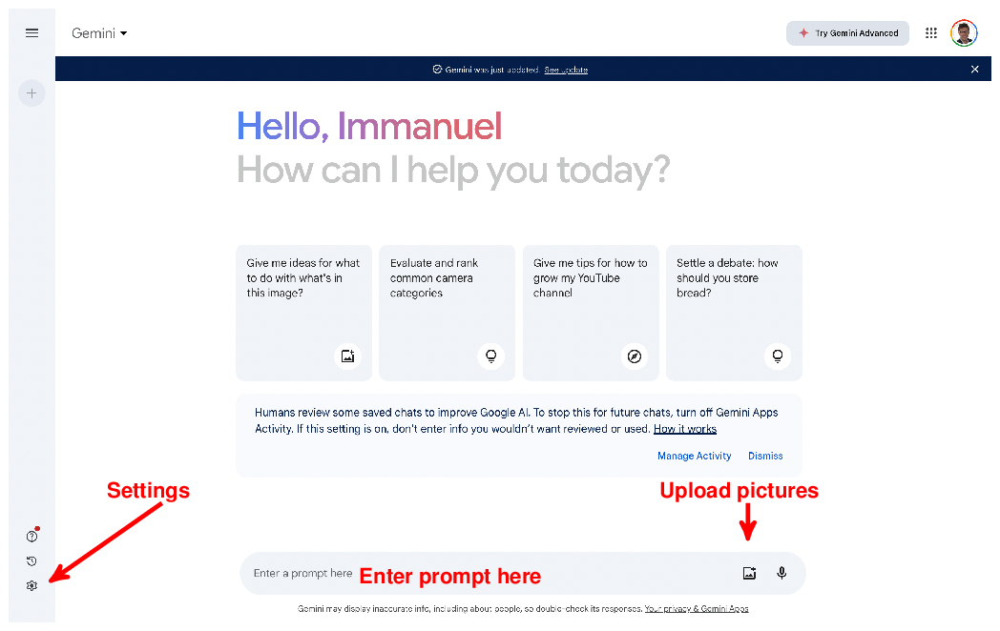 Gemini
Try Gemini Advanced
Gemini was just updated. See update
Hello, Immanuel
How can I help you today?
Give me ideas for what
to do with what's in
this image?
Evaluate and rank
common camera
categories
Give me tips for how to
grow my YouTube
channel
Settle a debate: how
should you store
bread?
Humans review some saved chats to improve Google AI. To stop this for future chats, turn off Gemini Apps
Activity. If this setting is on, don't enter info you wouldn't want reviewed or used. How it works
Manage Activity Dismiss
Settings
Upload pictures
Enter a prompt here Enter prompt here
Gemini may display inaccurate info, including about people, so double-check its responses. Your privacy & Gemini Apps